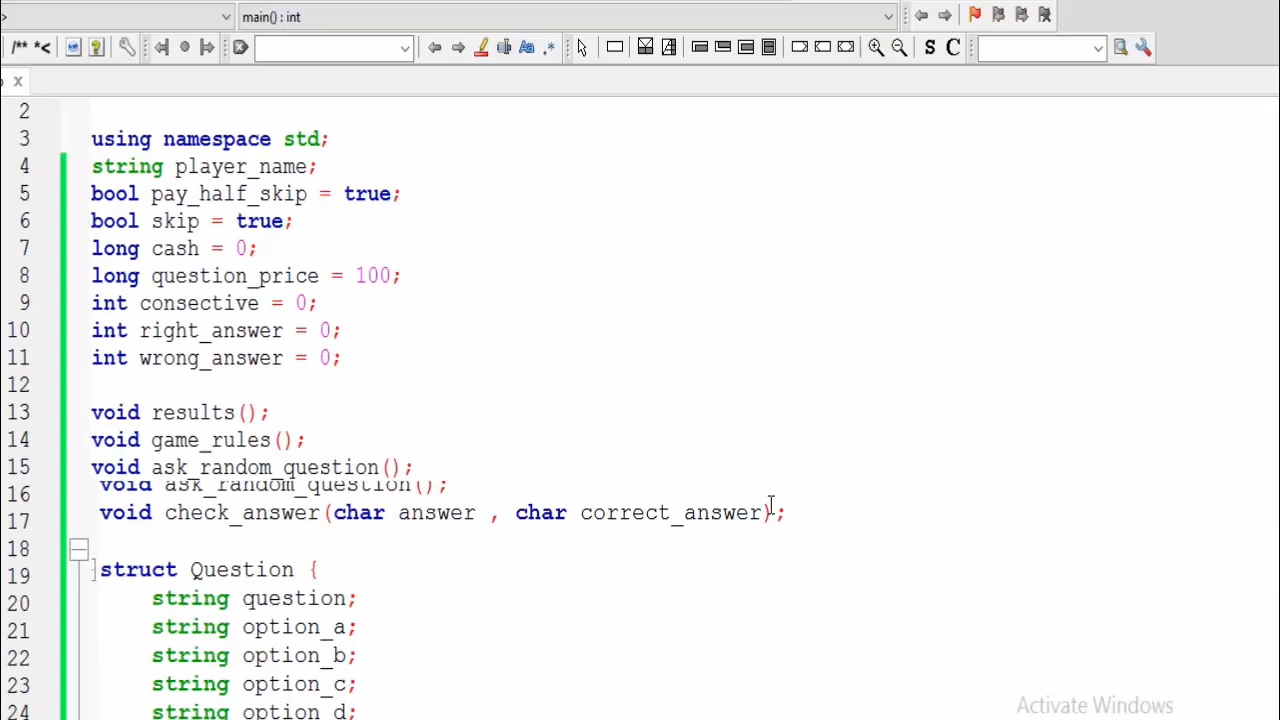 > main() : int
/** *< S C
2
3 using namespace std;
4 string player_name;
5 bool pay_half_skip = true;
6 bool skip = true;
7 long cash = 0;
8 long question_price = 100;
9 int consective = 0;
10 int right_answer = 0;
11 int wrong_answer = 0;
12
13 void results();
14 void game_rules();
15 void ask_random_question();
16 void ask_random_question();
17 void check_answer(char answer , char correct_answer);
18
19 struct Question {
20 string question;
21 string option_a;
22 string option_b;
23 string option_c;
24 string option_d;
Activate Windows